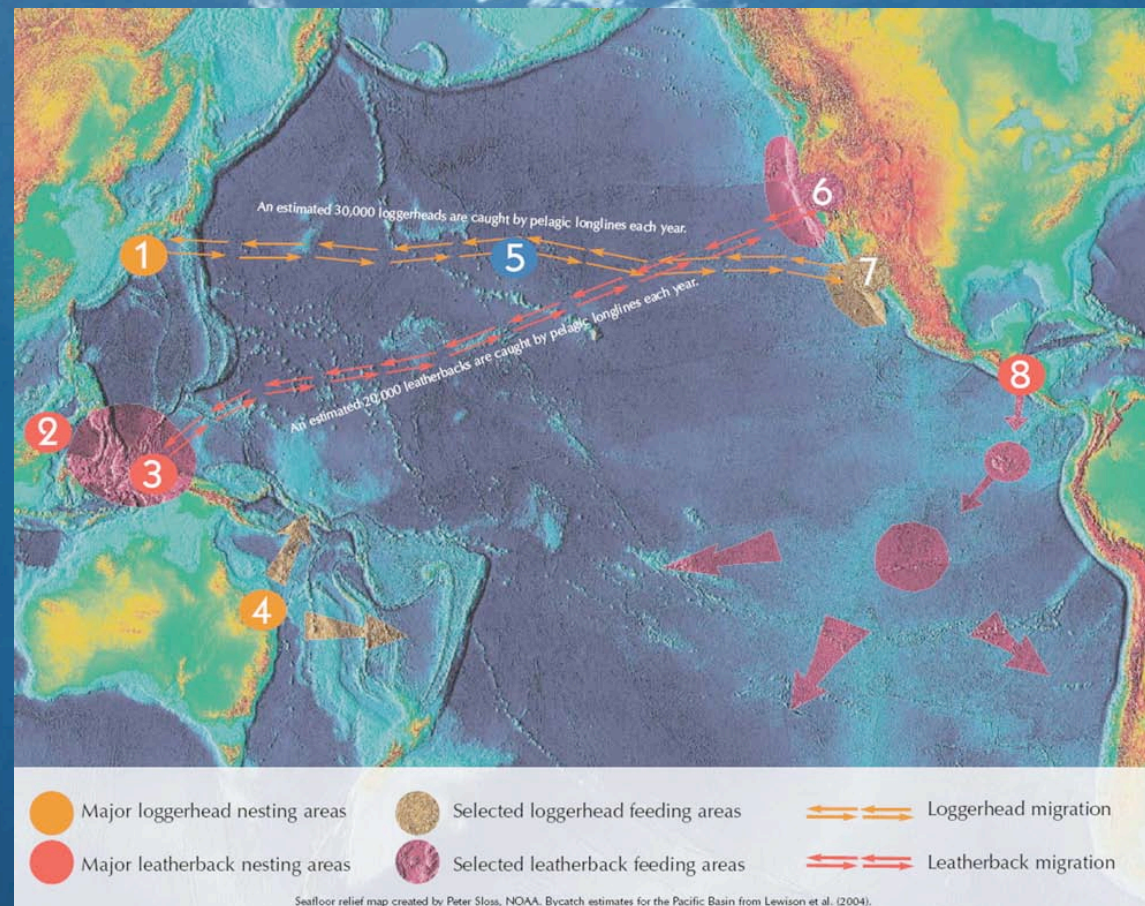 An estimated 30,000 loggerheads are caught by pelagic longlines each year.
1
5
6
7
An estimated 20,000 leatherbacks are caught by pelagic longlines each year.
8
2
3
4
Major loggerhead nesting areas
Selected loggerhead feeding areas
Loggerhead migration
Major leatherback nesting areas
Selected leatherback feeding areas
Leatherback migration
Seafloor relief map created by Peter Sloss, NOAA. Bycatch estimates for the Pacific Basin from Lewison et al. (2004).